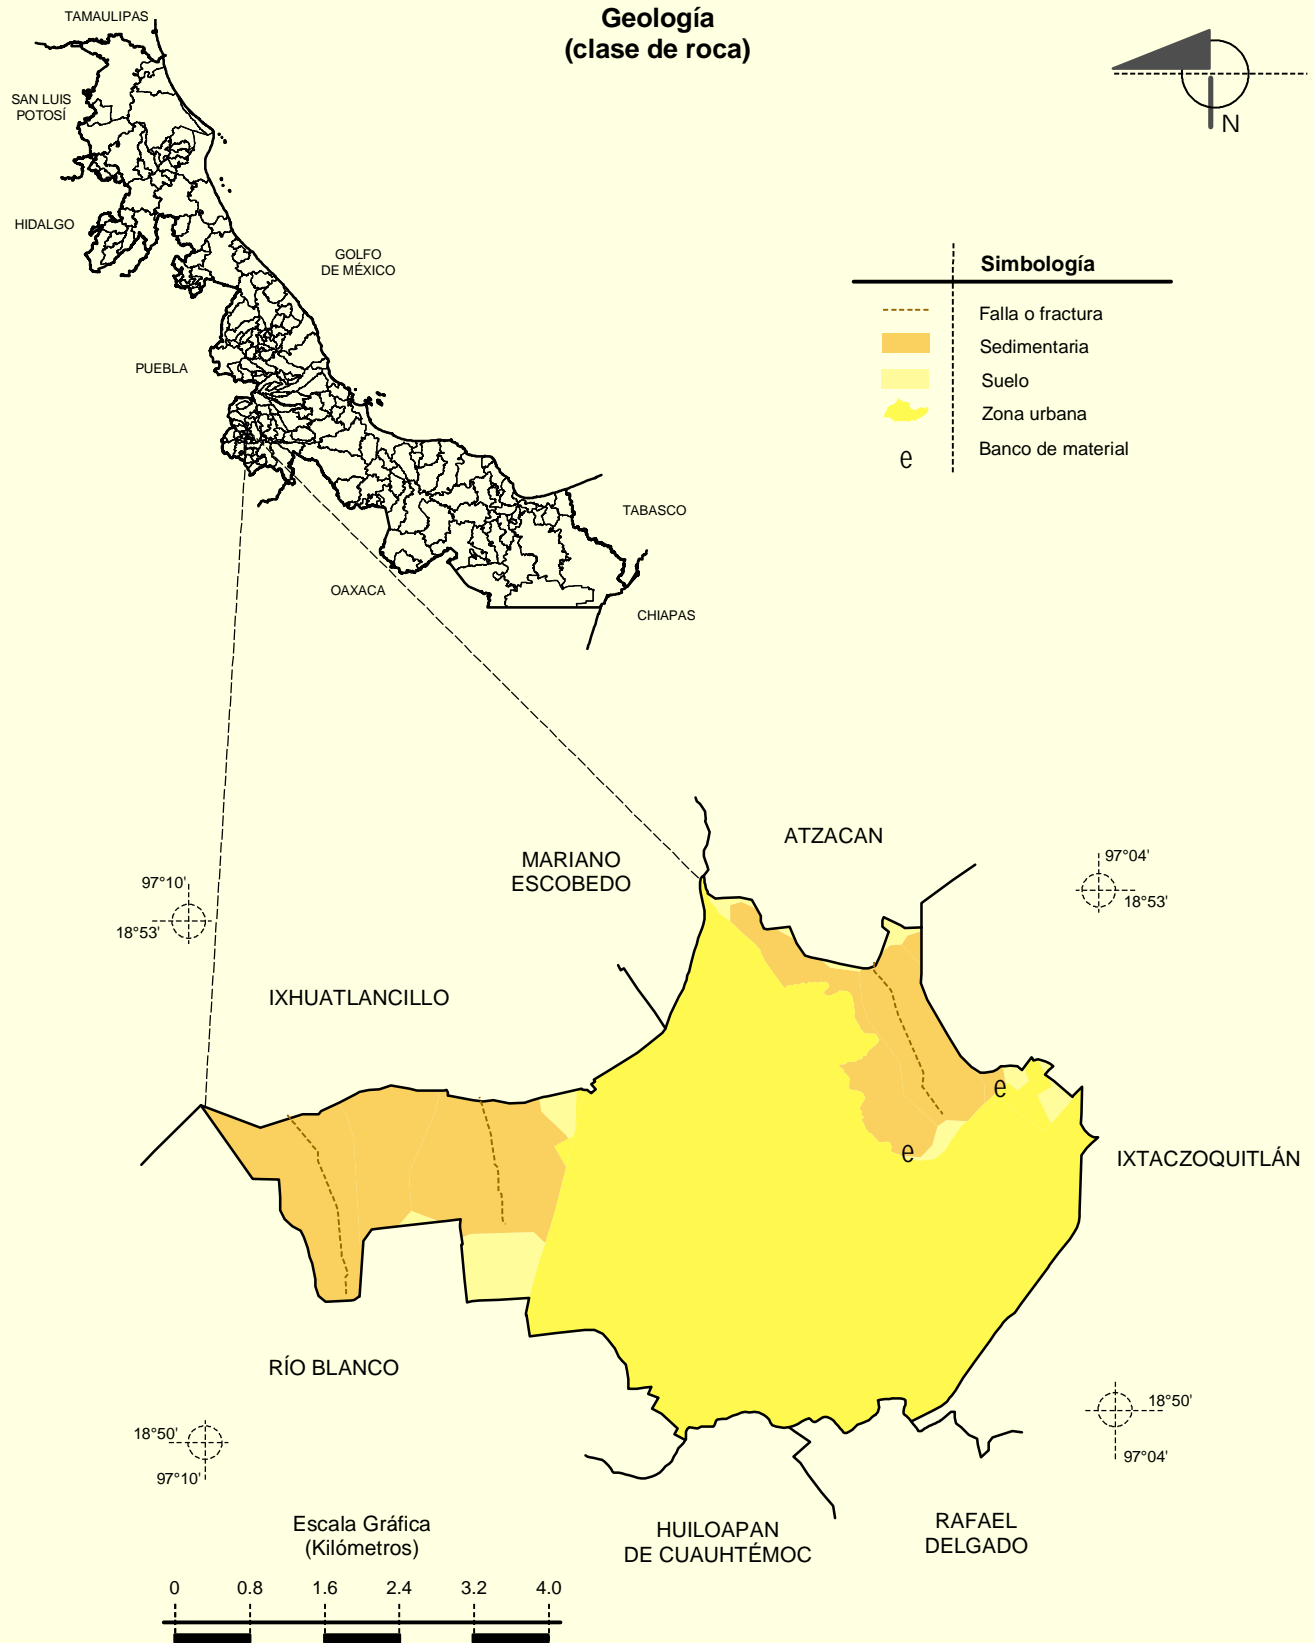 Geología
(clase de roca)
TAMAULIPAS
SAN LUIS
POTOSÍ
HIDALGO
GOLFO
DE MÉXICO
PUEBLA
TABASCO
OAXACA
CHIAPAS
N
Simbología
Falla o fractura
Sedimentaria
Suelo
Zona urbana
e
Banco de material
ATZACAN
MARIANO
ESCOBEDO
97°10'
18°53'
97°04'
18°53'
IXHUATLANCILLO
e
e
IXTACZOQUITLÁN
RÍO BLANCO
18°50'
97°10'
18°50'
97°04'
HUILOAPAN
DE CUAUHTÉMOC
RAFAEL
DELGADO
Escala Gráfica
(Kilómetros)
0 0.8 1.6 2.4 3.2 4.0